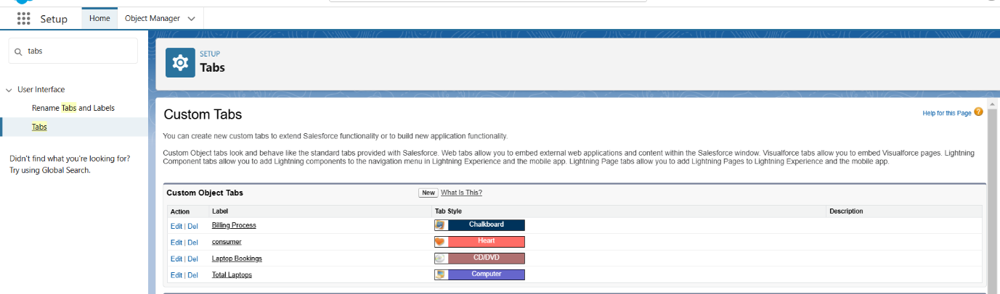 Setup
Home
Object Manager
tabs
User Interface
Rename Tabs and Labels
Tabs
Didn't find what you're looking for?
Try using Global Search.
SETUP
Tabs
Custom Tabs
Help for this Page
You can create new custom tabs to extend Salesforce functionality or to build new application functionality.
Custom Object tabs look and behave like the standard tabs provided with Salesforce. Web tabs allow you to embed external web applications and content within the Salesforce window. Visualforce tabs allow you to embed Visualforce pages. Lightning
Component tabs allow you to add Lightning components to the navigation menu in Lightning Experience and the mobile app. Lightning Page tabs allow you to add Lightning Pages to Lightning Experience and the mobile app.
Custom Object Tabs New What Is This?
Action Label Tab Style Description
Edit | Del Billing Process Chalkboard
Edit | Del consumer Heart
Edit | Del Laptop Bookings CD/DVD
Edit | Del Total Laptops Computer